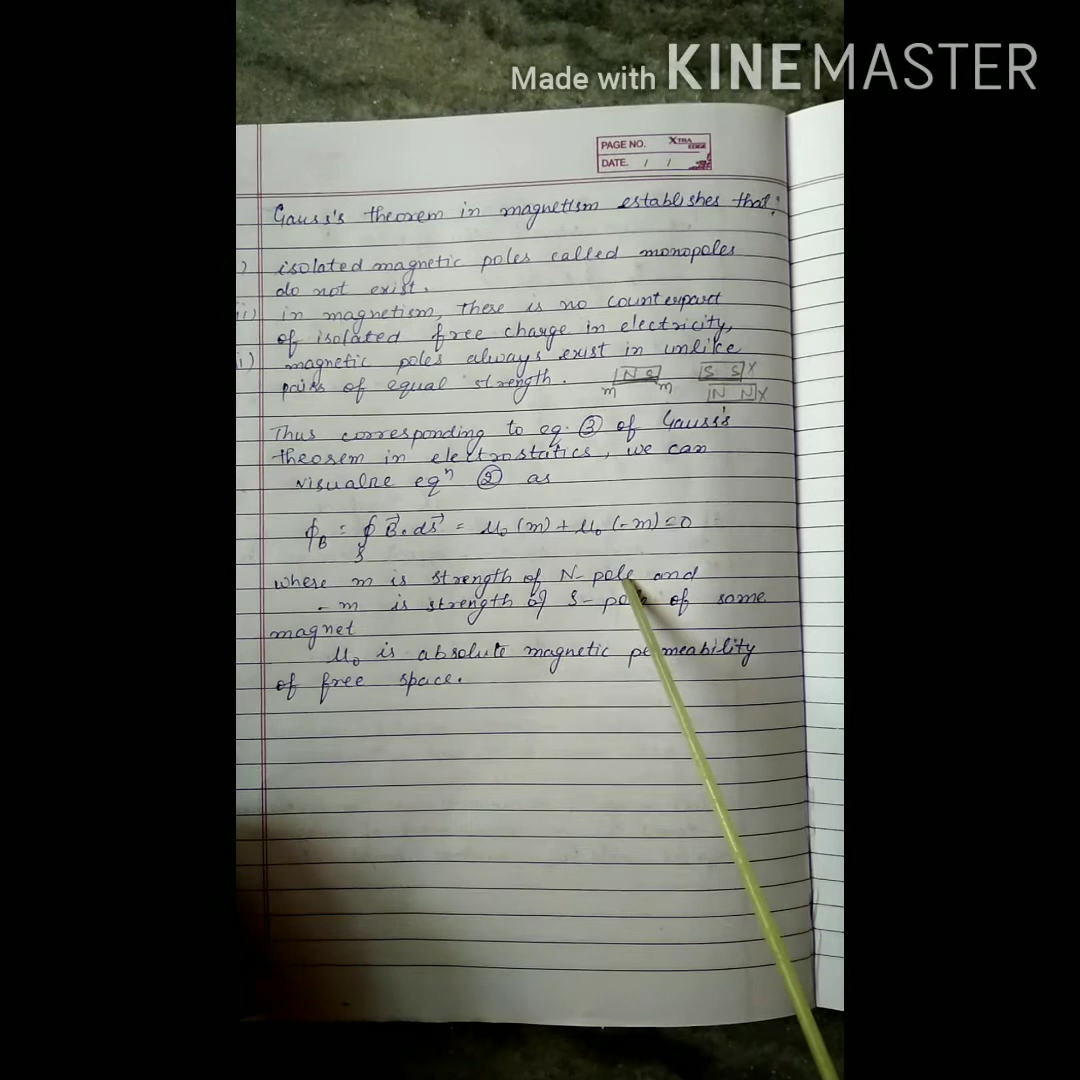 Made with KINEMASTER
PAGE NO. XTRA EDGE
DATE. / /
Gauss's theorem in magnetism establishes that:
) isolated magnetic poles called monopoles
do not exist.
ii) in magnetism, there is no counterpart
of isolated free charge in electricity,
i) magnetic poles always exist in unlike
pairs of equal strength.
N S
m m
S S X
N N X
Thus corresponding to eq. ③ of Gauss's
theorem in electrostatics, we can
eqⁿ ② as
ϕ_B = ∮_S B⃗.ds⃗ = μ₀(m) + μ₀(-m) = 0
where m is strength of N-pole and
-m is strength of S-pole of same
magnet
μ₀ is absolute magnetic permeability
of free space.